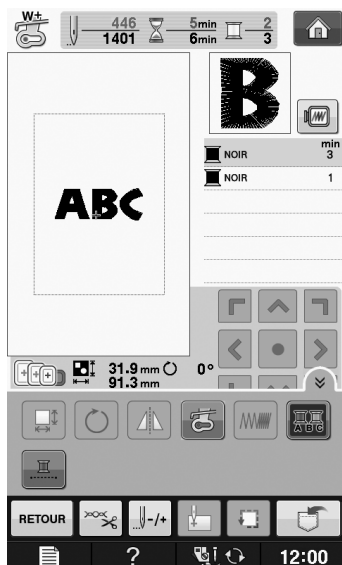 W+
446 5min 2
1401 6min 3
B
min
NOIR 3
NOIR 1
ABC
31.9 mm 0°
91.3 mm
ABC
RETOUR -/+
? 12:00